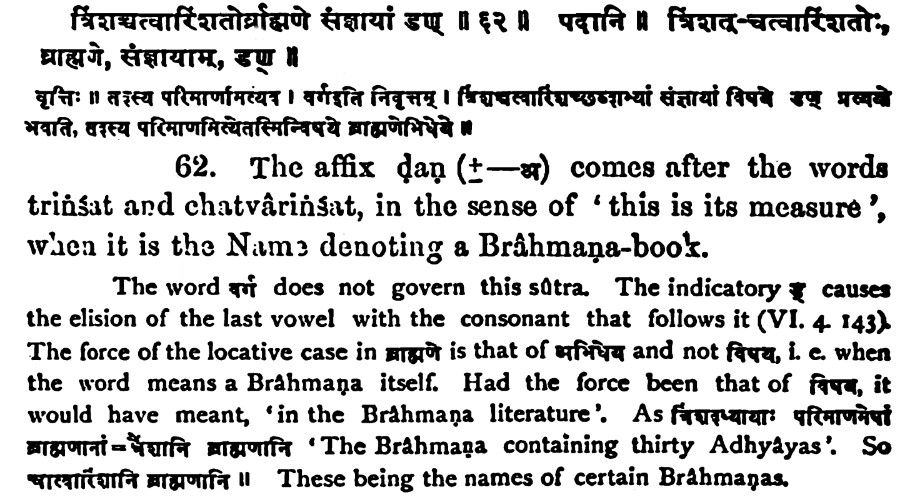 त्रिंशच्चत्वारिंशतोर्ब्राह्मणे संज्ञायां डण् ॥ ६२ ॥ पदानि ॥ त्रिंशत्-चत्वारिंशतोः,
ब्राह्मणे, संज्ञायाम्, डण् ॥
वृत्तिः ॥ तदस्य परिमाणमित्येव । वर्गइति निवृत्तम् । त्रिंशच्चत्वारिंशच्छब्दाभ्यां संज्ञायां विषये डण् प्रत्ययो
भवति, तदस्य परिमाणमित्येतस्मिन्विषये ब्राह्मणेभिधेये ॥
62. The affix ḍaṇ (±—अ) comes after the words
triṅśat and chatvâriṅśat, in the sense of ‘this is its measure’,
when it is the Name denoting a Brâhmaṇa-book.
The word वर्ग does not govern this sûtra. The indicatory ड् causes
the elision of the last vowel with the consonant that follows it (VI. 4. 143).
The force of the locative case in ब्राह्मणे is that of अभिधेय and not विषय, i. e. when
the word means a Brâhmaṇa itself. Had the force been that of विषय, it
would have meant, ‘in the Brâhmaṇa literature’. As त्रिंशदध्यायाः परिमाणमेषां
ब्राह्मणानां = त्रैंशानि ब्राह्मणानि ‘The Brâhmaṇa containing thirty Adhyâyas’. So
चात्वारिंशानि ब्राह्मणानि ॥ These being the names of certain Brâhmaṇas.